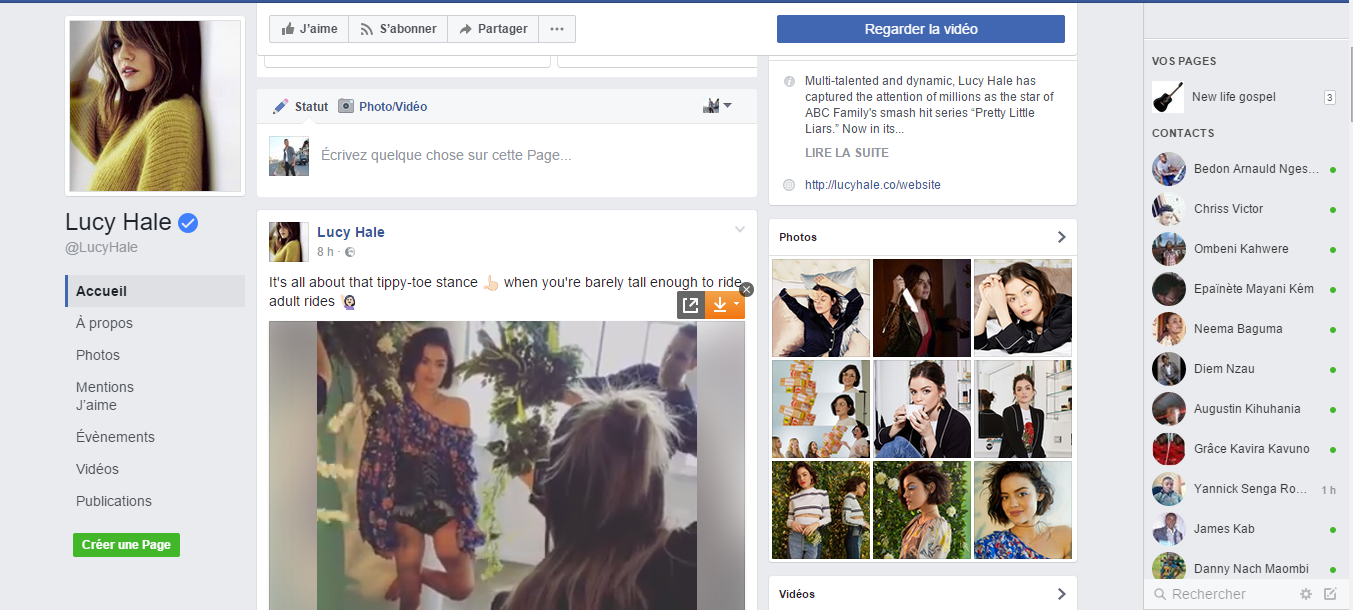 Lucy Hale
@LucyHale
Accueil
À propos
Photos
Mentions
J'aime
Évènements
Vidéos
Publications
Créer une Page
J'aime
S'abonner
Partager
Regarder la vidéo
Statut
Photo/Vidéo
Écrivez quelque chose sur cette Page...
Lucy Hale
8 h ·
It's all about that tippy-toe stance 👆🏻 when you're barely tall enough to ride
adult rides 🙋🏻
Multi-talented and dynamic, Lucy Hale has
captured the attention of millions as the star of
ABC Family's smash hit series “Pretty Little
Liars.” Now in its...
LIRE LA SUITE
http://lucyhale.co/website
Photos
Vidéos
VOS PAGES
New life gospel
3
CONTACTS
Bedon Arnauld Nges...
Chriss Victor
Ombeni Kahwere
Epaïnète Mayani Kèm
Neema Baguma
Diem Nzau
Augustin Kihuhania
Grâce Kavira Kavuno
Yannick Senga Ro...
1 h
James Kab
Danny Nach Maombi
Rechercher